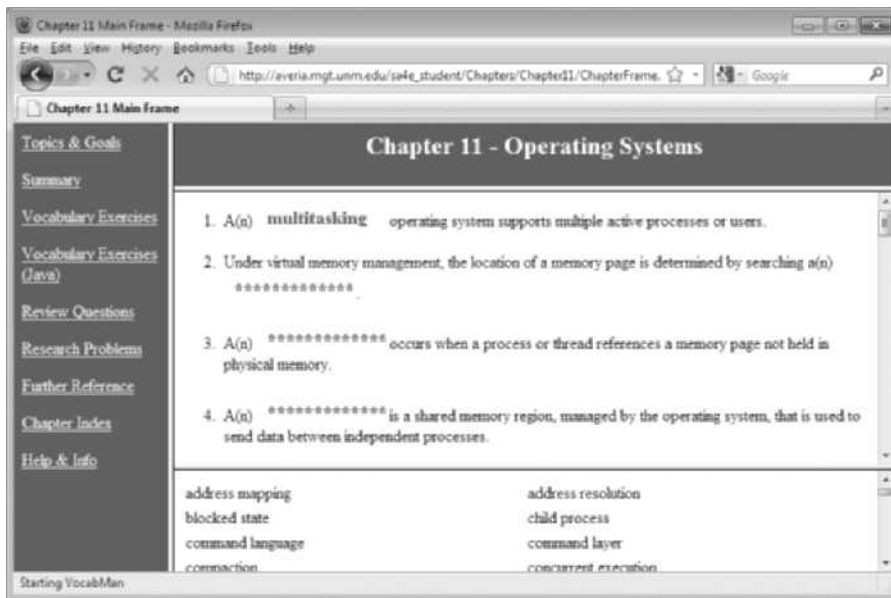 Chapter 11 Main Frame - Mozilla Firefox
File Edit View History Bookmarks Tools Help
http://averia.mgt.unm.edu/sa4e_student/Chapters/Chapter11/ChapterFrame. Google
Chapter 11 Main Frame
Topics & Goals
Summary
Vocabulary Exercises
Vocabulary Exercises
(Java)
Review Questions
Research Problems
Further Reference
Chapter Index
Help & Info
Chapter 11 - Operating Systems
1. A(n) multitasking operating system supports multiple active processes or users.
2. Under virtual memory management, the location of a memory page is determined by searching a(n)
*************.
3. A(n) ************* occurs when a process or thread references a memory page not held in
physical memory.
4. A(n) ************* is a shared memory region, managed by the operating system, that is used to
send data between independent processes.
address mapping address resolution
blocked state child process
command language command layer
compaction concurrent execution
Starting VocabMan